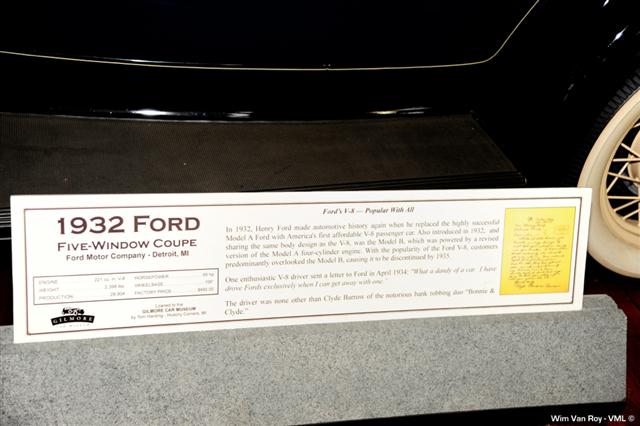 1932 FORD
FIVE-WINDOW COUPE
Ford Motor Company - Detroit, MI
ENGINE 221 cu. in. V-8 HORSEPOWER 65 hp
WEIGHT 2,398 lbs. WHEELBASE 106"
PRODUCTION 28,904 FACTORY PRICE
GILMORE
Loaned to the
GILMORE CAR MUSEUM
by Tom Harding - Hickory Corners, MI
Ford's V-8 — Popular With All
In 1932, Henry Ford made automotive history again when he replaced the highly successful
Model A Ford with America's first affordable V-8 passenger car. Also introduced in 1932, and
sharing the same body design as the V-8, was the Model B, which was powered by a revised
version of the Model A four-cylinder engine. With the popularity of the Ford V-8, customers
predominantly overlooked the Model B, causing it to be discontinued by 1935.
One enthusiastic V-8 driver sent a letter to Ford in April 1934; "What a dandy of a car. I have
drove Fords exclusively when I can get away with one."
The driver was none other than Clyde Barrow of the notorious bank robbing duo "Bonnie &
Clyde."
Wim Van Roy - VML ©